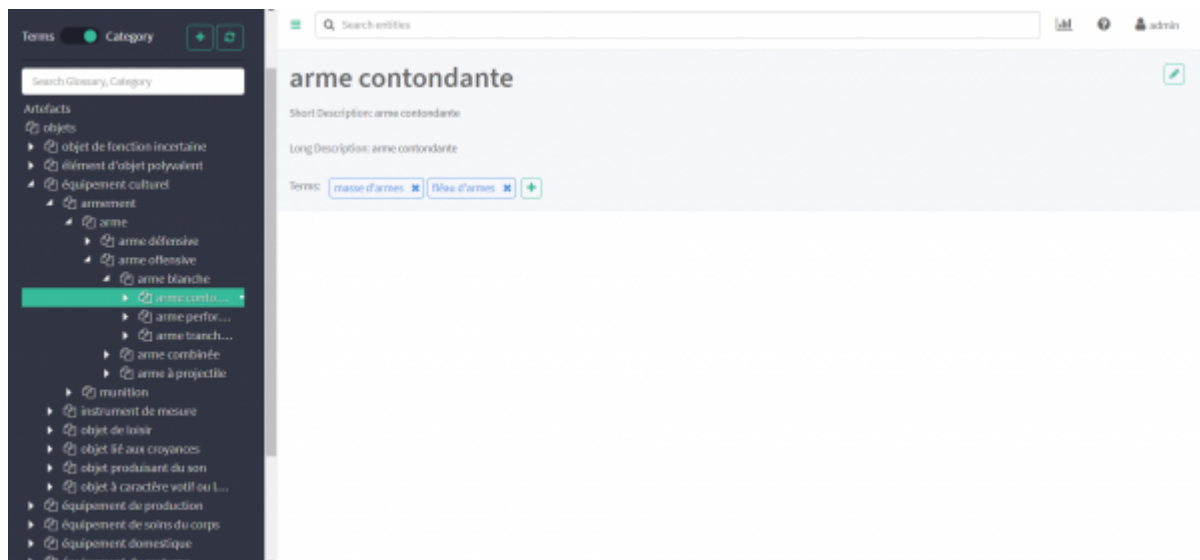 Terms Category
Search Glossary, Category
Artefacts
objets
objet de fonction incertaine
élément d'objet polyvalent
équipement culturel
armement
arme
arme défensive
arme offensive
arme blanche
arme conto....
arme perfor....
arme tranch...
arme combinée
arme à projectile
munition
instrument de mesure
objet de loisir
objet lié aux croyances
objet produisant du son
objet à caractère votif ou l...
équipement de production
équipement de soins du corps
équipement domestique
Search entities
admin
arme contondante
Short Description: arme contondante
Long Description: arme contondante
Terms: masse d'armes fléau d'armes